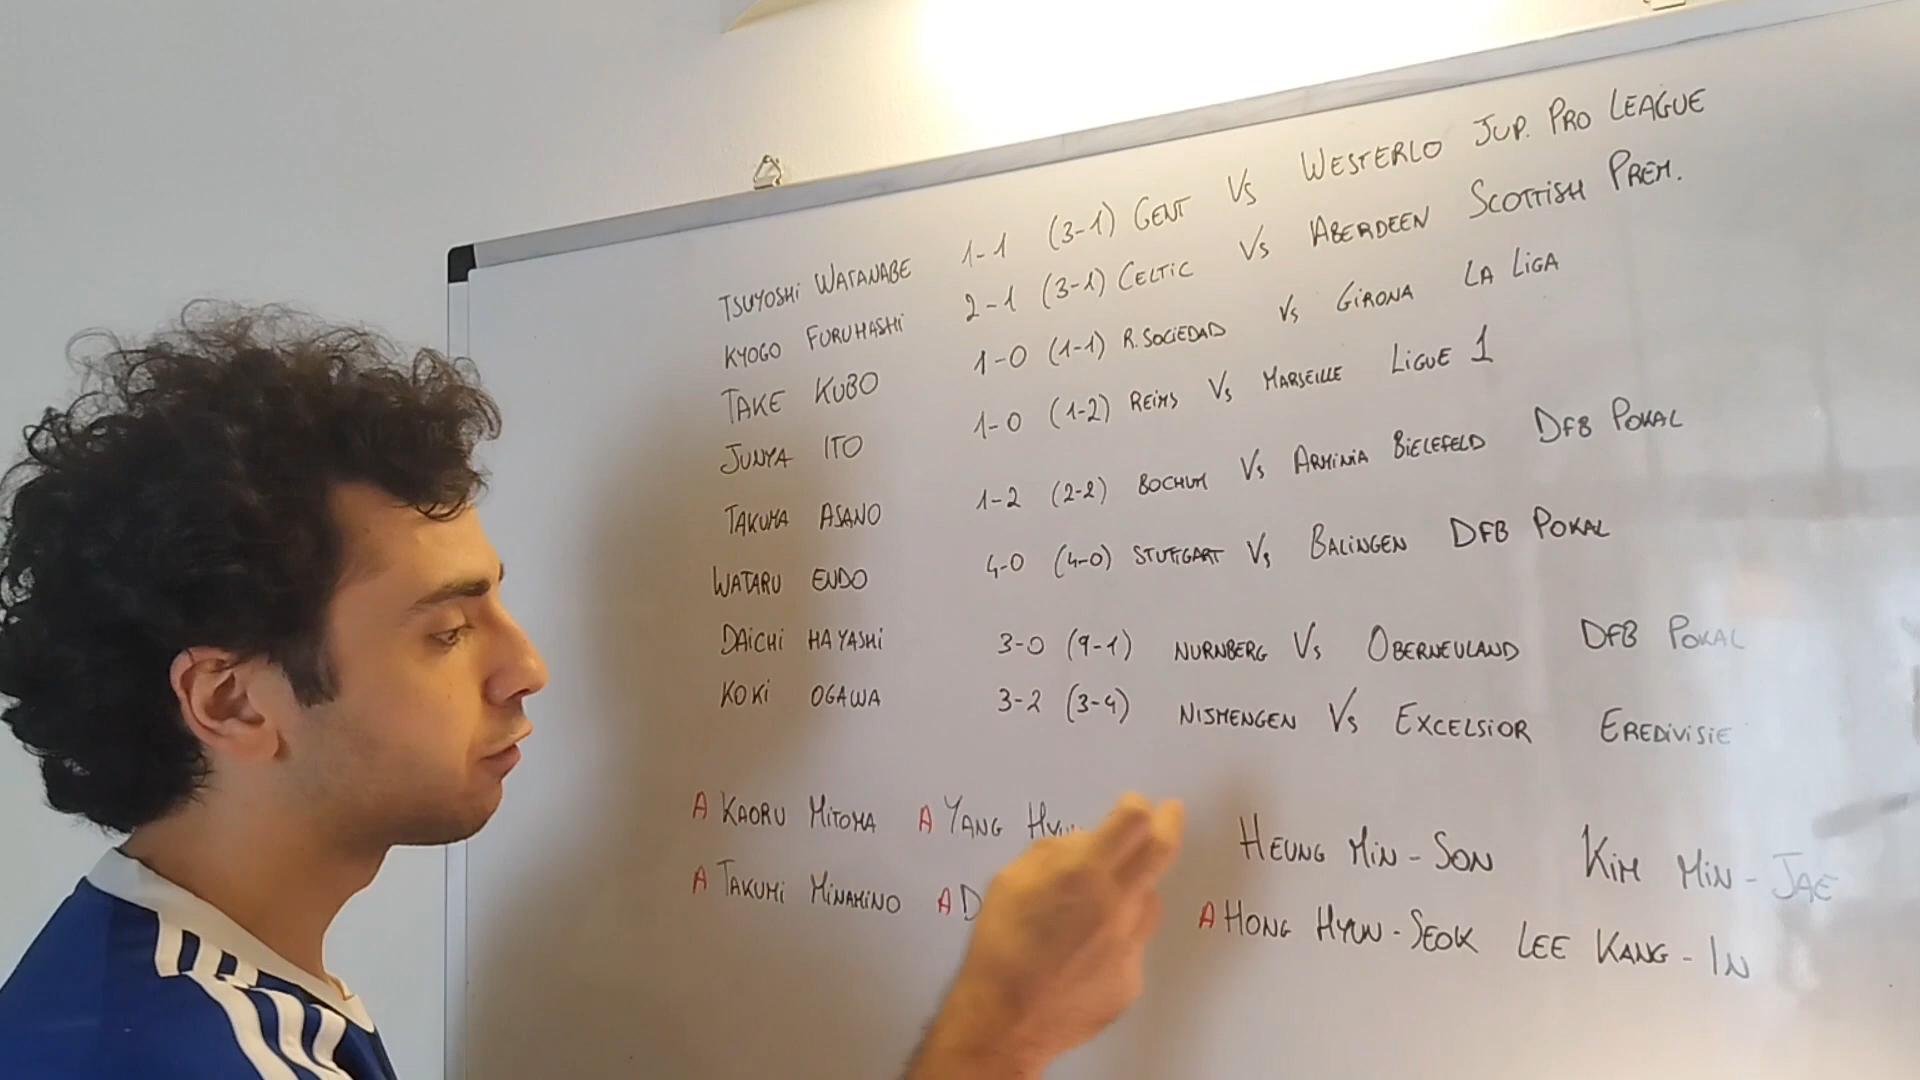 TSUYOSHI WATANABE 1-1 (3-1) GENT Vs WESTERLO JUP. PRO LEAGUE
KYOGO FURUHASHI 2-1 (3-1) CELTIC Vs ABERDEEN SCOTTISH PREM.
TAKE KUBO 1-0 (1-1) R. SOCIEDAD Vs GIRONA LA LIGA
JUNYA ITO 1-0 (1-2) REIMS Vs MARSEILLE LIGUE 1
TAKUMA ASANO 1-2 (2-2) BOCHUM Vs ARMINIA BIELEFELD DFB POKAL
WATARU ENDO 4-0 (4-0) STUTTGART Vs BALINGEN DFB POKAL
DAICHI HAYASHI 3-0 (9-1) NURNBERG Vs OBERNEULAND DFB POKAL
KOKI OGAWA 3-2 (3-4) NISMENGEN Vs EXCELSIOR EREDIVISIE
A KAORU MITOMA A YANG HEUNG MIN-SON KIM MIN-JAE
A TAKUMI MINAMINO A A HONG HYUN-SEOK LEE KANG-IN